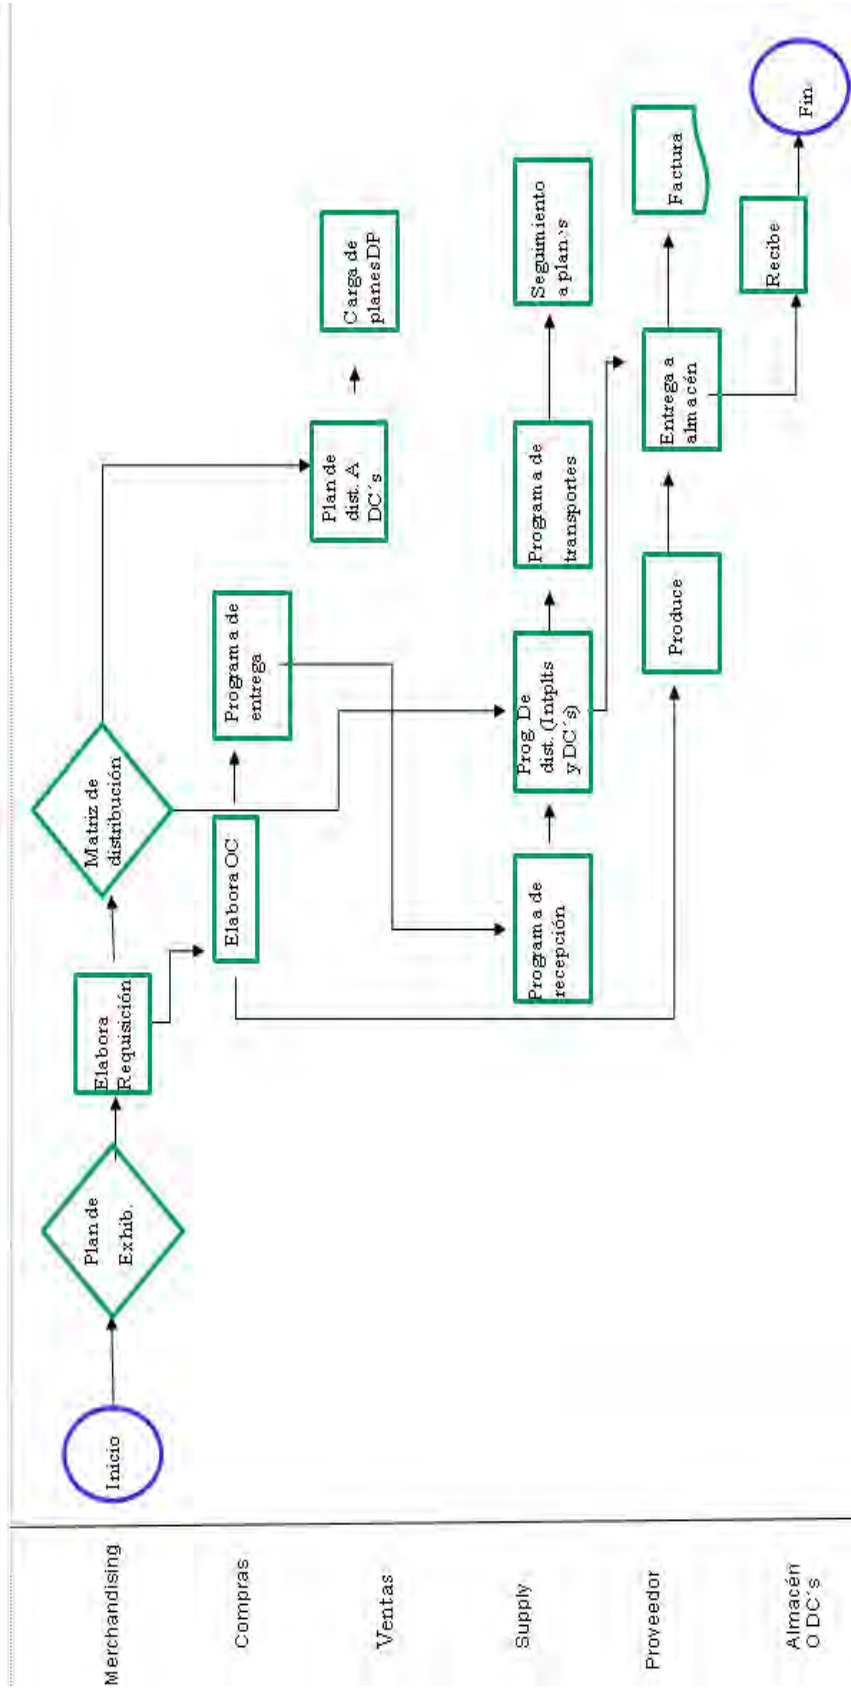 Merchandising
Inicio
Plan de
Exhib.
Elabora
Requisición
Matriz de
distribución
Compras
Elabora OC
Programa de
entrega
Ventas
Plan de
dist. A
DC´s
Carga de
planes DP
Supply
Programa de
recepción
Prog. De
dist. (Intplts
y DC´s)
Programa de
transportes
Seguimiento
a plan´s
Proveedor
Produce
Entrega a
almacén
Factura
Almacén
O DC´s
Recibe
Fin